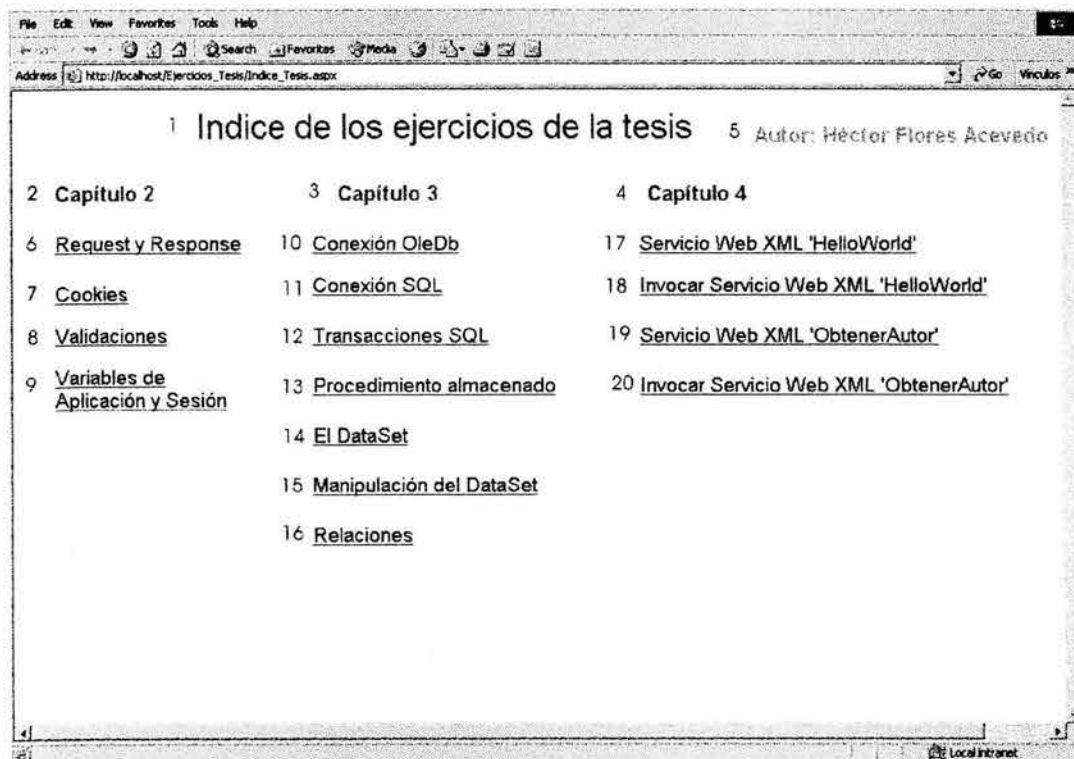 File Edit View Favorites Tools Help
Search Favorites Media
Address http://localhost/Ejercicios_Tesis/Indice_Tesis.aspx Go Vínculos
1 Indice de los ejercicios de la tesis
5 Autor: Héctor Flores Acevedo
2 Capítulo 2
6 Request y Response
7 Cookies
8 Validaciones
9 Variables de
Aplicación y Sesión
3 Capítulo 3
10 Conexión OleDb
11 Conexión SQL
12 Transacciones SQL
13 Procedimiento almacenado
14 El DataSet
15 Manipulación del DataSet
16 Relaciones
4 Capítulo 4
17 Servicio Web XML 'HelloWorld'
18 Invocar Servicio Web XML 'HelloWorld'
19 Servicio Web XML 'ObtenerAutor'
20 Invocar Servicio Web XML 'ObtenerAutor'
Local intranet